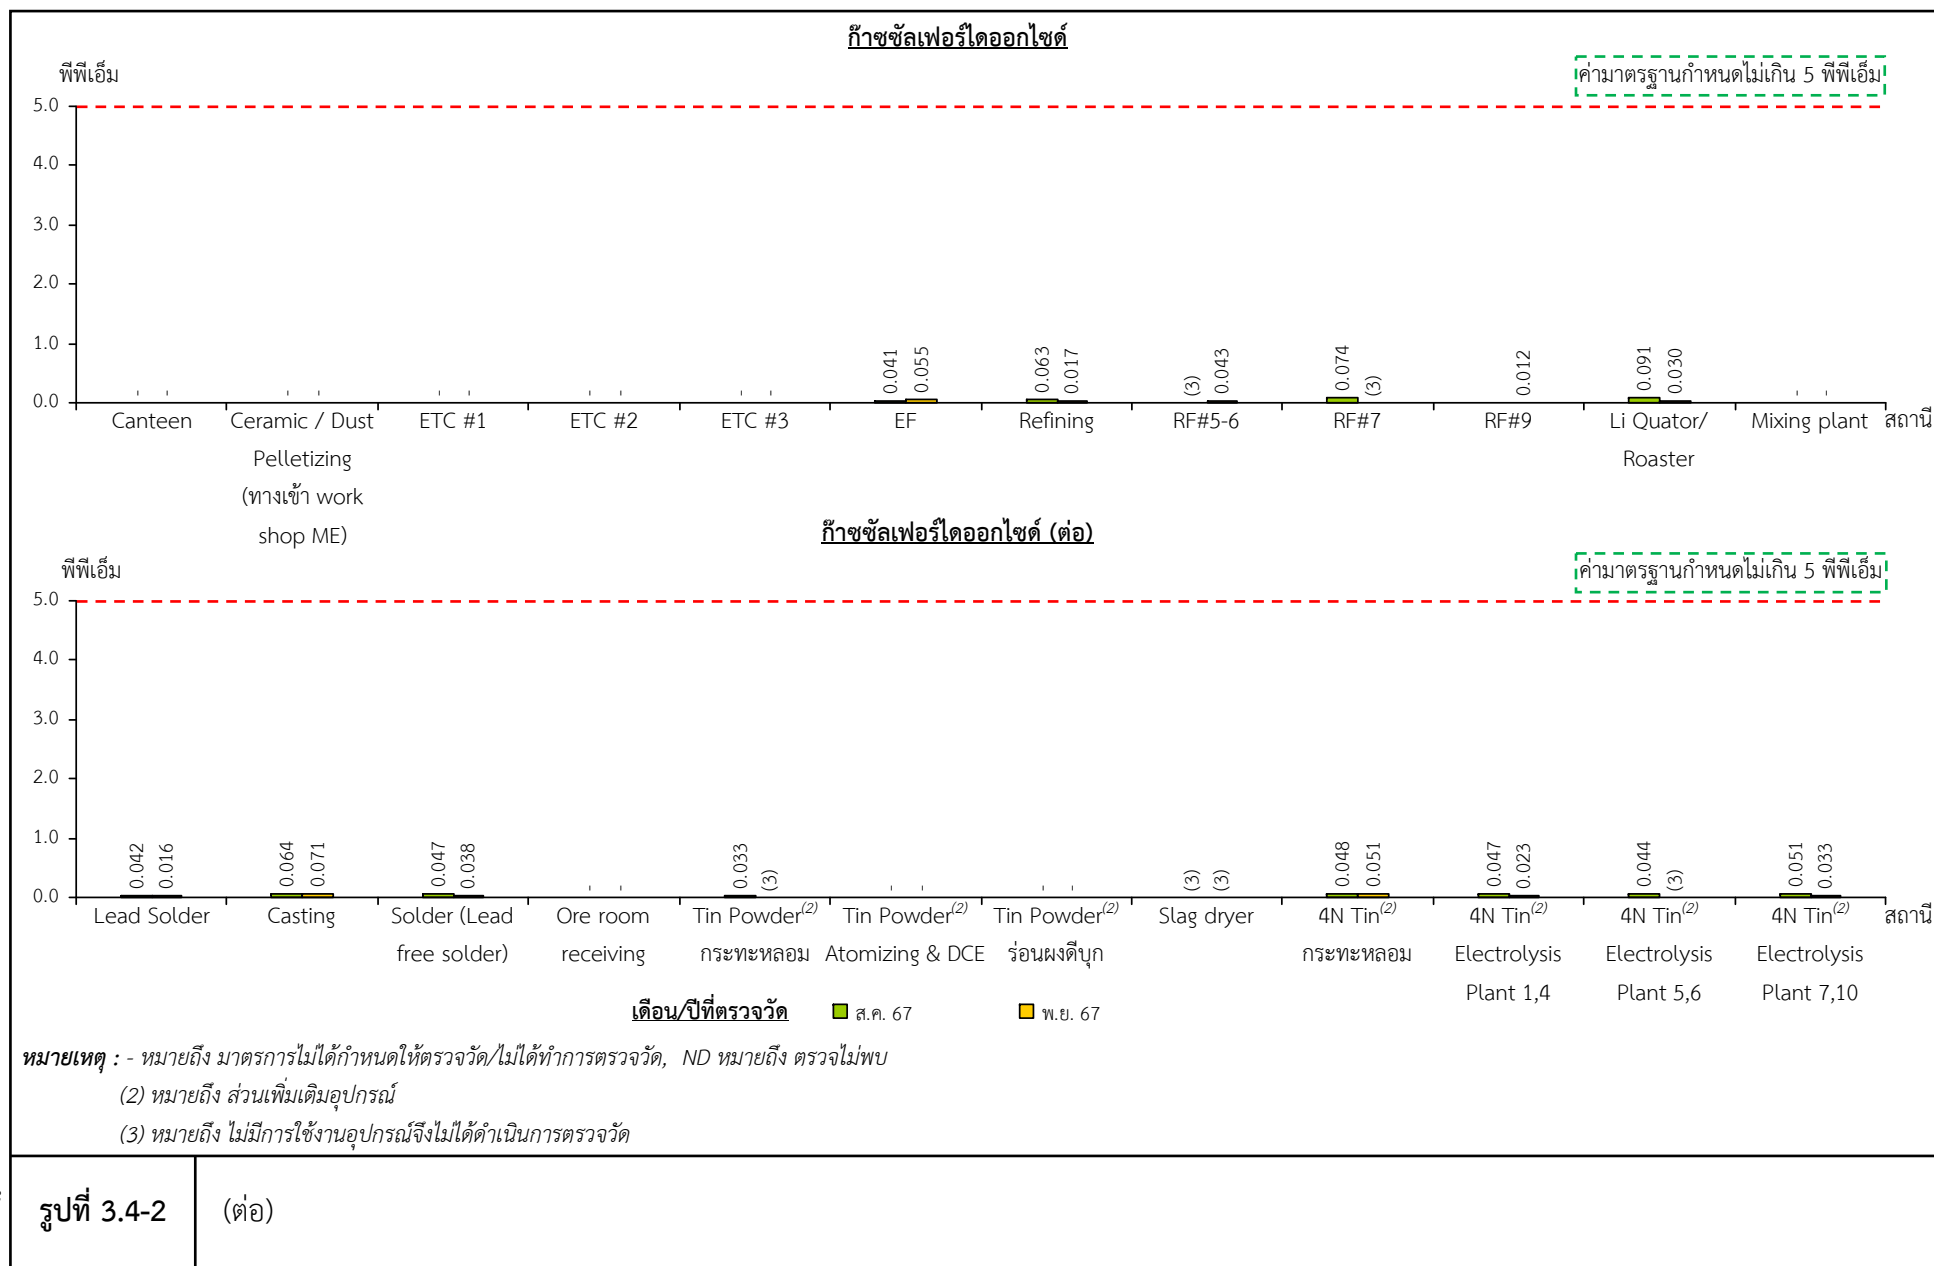 ก๊าซซัลเฟอร์ไดออกไซด์
พีพีเอ็ม
ค่ามาตรฐานกำหนดไม่เกิน 5 พีพีเอ็ม
5.0
4.0
3.0
2.0
1.0
0.0
- - - - - - - - - - 0.041 0.055 0.063 0.017 (3) 0.043 0.074 (3) 0.012 0.091 0.030 - -
Canteen Ceramic / Dust ETC #1 ETC #2 ETC #3 EF Refining RF#5-6 RF#7 RF#9 Li Quator/ Mixing plant สถานี
Pelletizing Roaster
(ทางเข้า work
shop ME)
ก๊าซซัลเฟอร์ไดออกไซด์ (ต่อ)
พีพีเอ็ม
ค่ามาตรฐานกำหนดไม่เกิน 5 พีพีเอ็ม
5.0
4.0
3.0
2.0
1.0
0.0
0.042 0.016 0.064 0.071 0.047 0.038 - - 0.033 (3) - - - - (3) (3) 0.048 0.051 0.047 0.023 0.044 (3) 0.051 0.033
Lead Solder Casting Solder (Lead Ore room Tin Powder(2) Tin Powder(2) Tin Powder(2) Slag dryer 4N Tin(2) 4N Tin(2) 4N Tin(2) 4N Tin(2) สถานี
free solder) receiving กระทะหลอม Atomizing & DCE ร่อนผงดีบุก กระทะหลอม Electrolysis Electrolysis Electrolysis
Plant 1,4 Plant 5,6 Plant 7,10
เดือน/ปีที่ตรวจวัด ส.ค. 67 พ.ย. 67
หมายเหตุ : - หมายถึง มาตรการไม่ได้กำหนดให้ตรวจวัด/ไม่ได้ทำการตรวจวัด, ND หมายถึง ตรวจไม่พบ
(2) หมายถึง ส่วนเพิ่มเติมอุปกรณ์
(3) หมายถึง ไม่มีการใช้งานอุปกรณ์จึงไม่ได้ดำเนินการตรวจวัด
รูปที่ 3.4-2 (ต่อ)